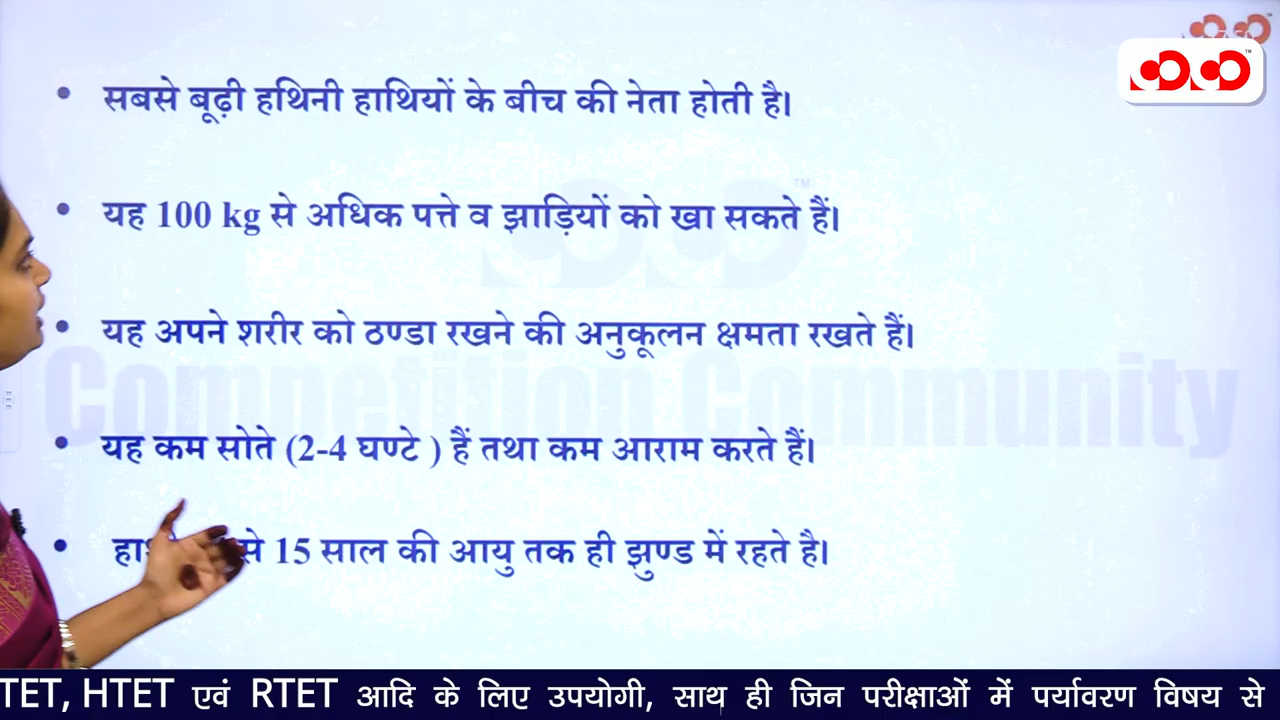 • सबसे बूढ़ी हथिनी हाथियों के बीच की नेता होती है।
• यह 100 kg से अधिक पत्ते व झाड़ियों को खा सकते हैं।
• यह अपने शरीर को ठण्डा रखने की अनुकूलन क्षमता रखते हैं।
Competition Community
• यह कम सोते (2-4 घण्टे ) हैं तथा कम आराम करते हैं।
• से 15 साल की आयु तक ही झुण्ड में रहते है।
TET, HTET एवं RTET आदि के लिए उपयोगी, साथ ही जिन परीक्षाओं में पर्यावरण विषय से